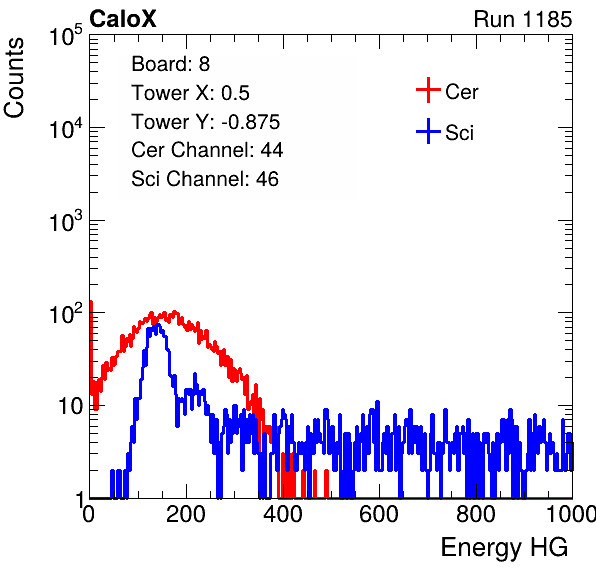 CaloX Run 1185
Counts
10^5
10^4
10^3
10^2
10
1
Board: 8
Tower X: 0.5
Tower Y: -0.875
Cer Channel: 44
Sci Channel: 46
Cer
Sci
0 200 400 600 800 1000
Energy HG